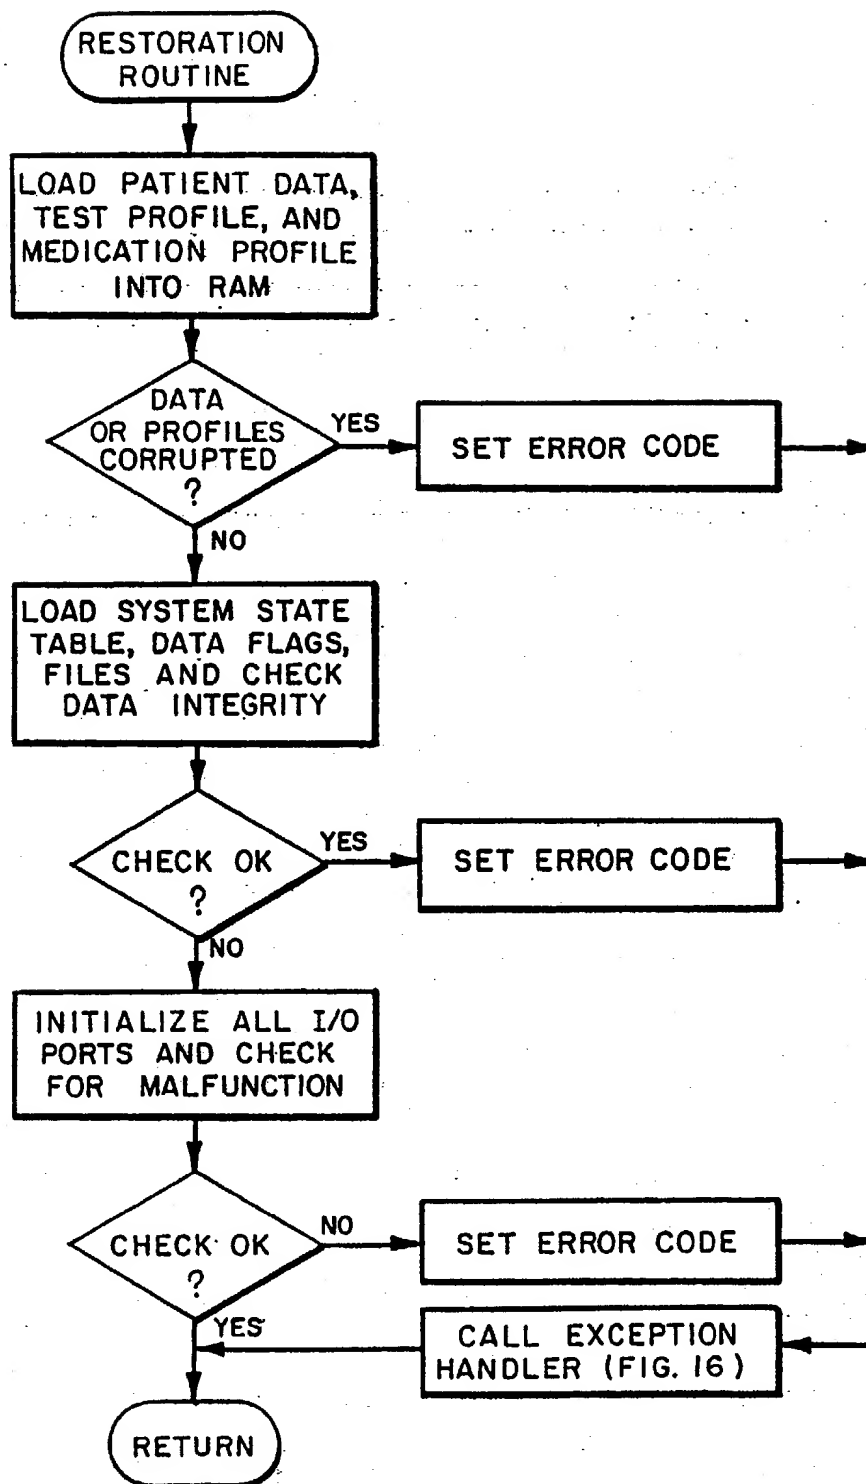 RESTORATION
ROUTINE
LOAD PATIENT DATA,
TEST PROFILE, AND
MEDICATION PROFILE
INTO RAM
DATA
OR PROFILES
CORRUPTED
?
YES
SET ERROR CODE
NO
LOAD SYSTEM STATE
TABLE, DATA FLAGS,
FILES AND CHECK
DATA INTEGRITY
CHECK OK
?
YES
SET ERROR CODE
NO
INITIALIZE ALL I/O
PORTS AND CHECK
FOR MALFUNCTION
CHECK OK
?
NO
SET ERROR CODE
YES
CALL EXCEPTION
HANDLER (FIG. 16)
RETURN